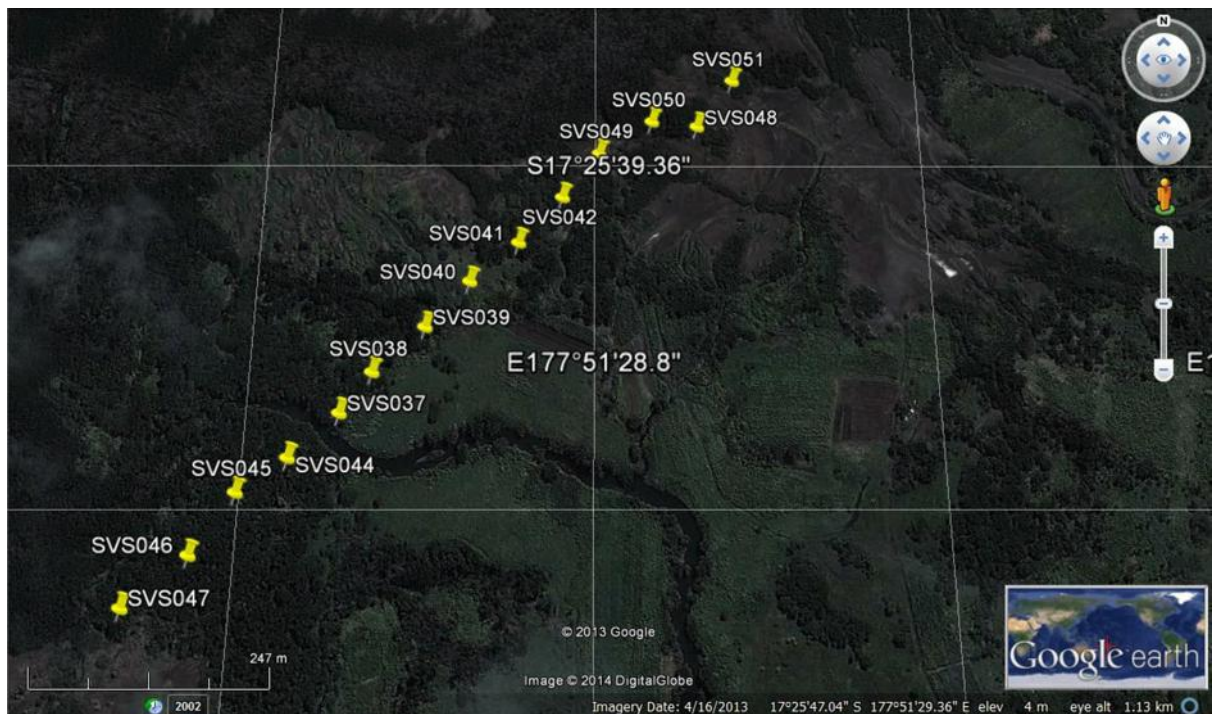 N
SVS051
SVS050
SVS048
SVS049
S17°25'39.36"
SVS042
SVS041
SVS040
SVS039
SVS038
E177°51'28.8"
E1
SVS037
SVS044
SVS045
SVS046
SVS047
© 2013 Google
247 m
Google earth
Image © 2014 DigitalGlobe
2002
Imagery Date: 4/16/2013 17°25'47.04" S 177°51'29.36" E elev 4 m eye alt 1.13 km